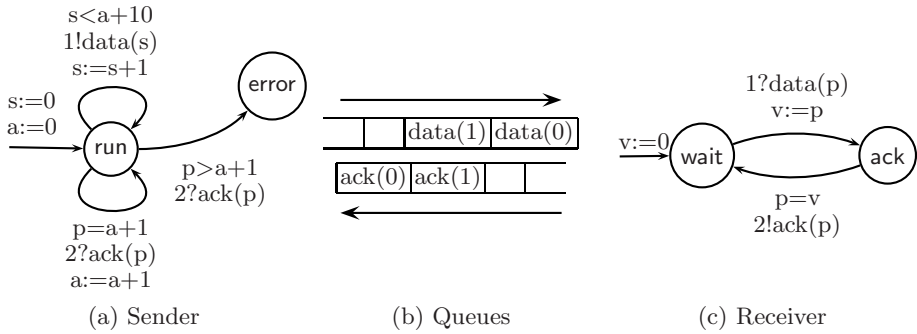 s<a+10
1!data(s)
s:=s+1
s:=0
a:=0
run
error
p>a+1
2?ack(p)
p=a+1
2?ack(p)
a:=a+1
(a) Sender
data(1) data(0)
ack(0) ack(1)
(b) Queues
1?data(p)
v:=p
v:=0
wait
ack
p=v
2!ack(p)
(c) Receiver